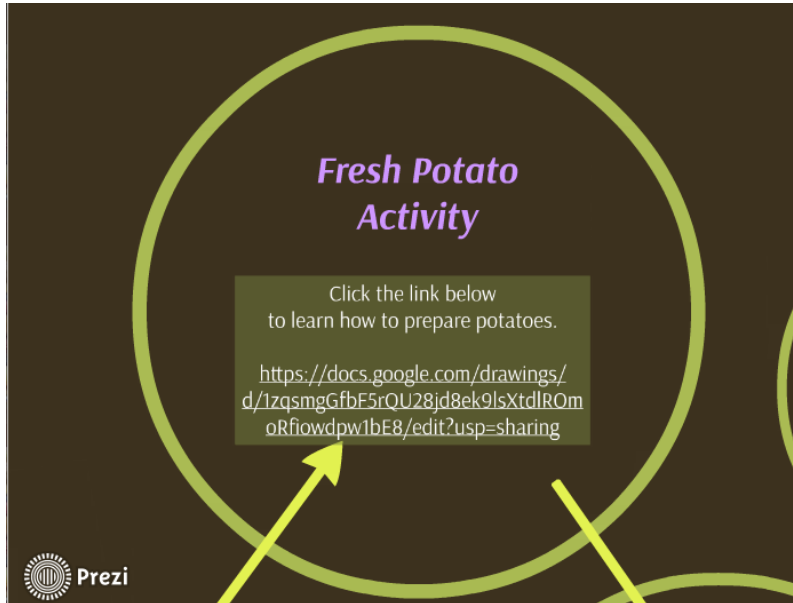 Fresh Potato
Activity
Click the link below
to learn how to prepare potatoes.
https://docs.google.com/drawings/
d/1zqsmgGfbF5rQU28jd8ek9lsXtdlROm
oRfiowdpw1bE8/edit?usp=sharing
Prezi